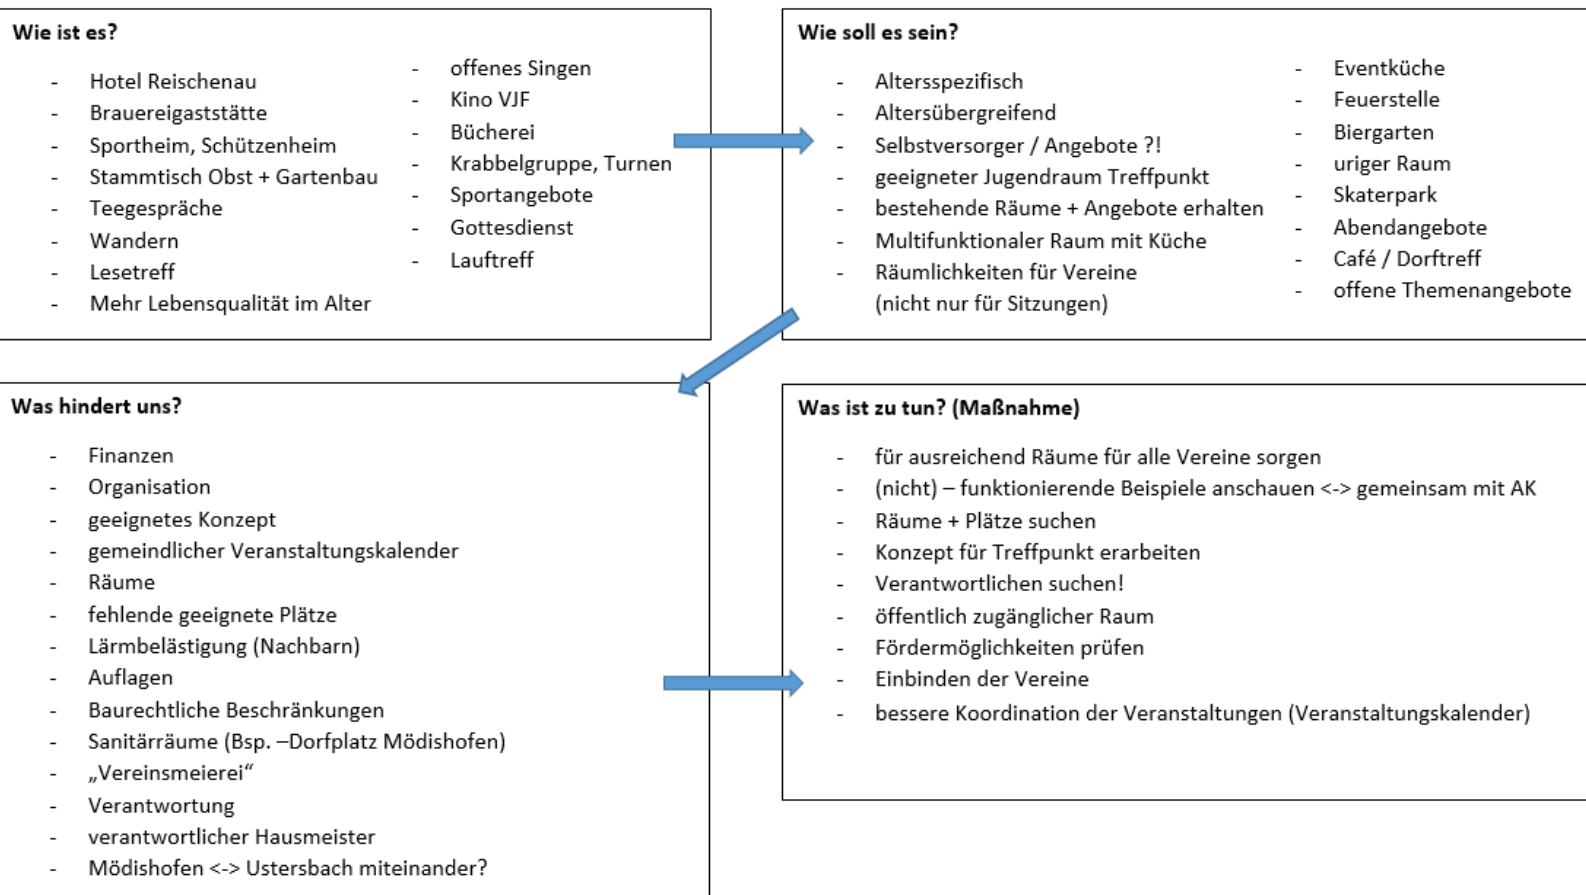 Wie ist es?
- Hotel Reischenau
- Brauereigaststätte
- Sportheim, Schützenheim
- Stammtisch Obst + Gartenbau
- Teegespräche
- Wandern
- Lesetreff
- Mehr Lebensqualität im Alter
- offenes Singen
- Kino VJF
- Bücherei
- Krabbelgruppe, Turnen
- Sportangebote
- Gottesdienst
- Lauftreff
Wie soll es sein?
- Altersspezifisch
- Altersübergreifend
- Selbstversorger / Angebote ?!
- geeigneter Jugendraum Treffpunkt
- bestehende Räume + Angebote erhalten
- Multifunktionaler Raum mit Küche
- Räumlichkeiten für Vereine
(nicht nur für Sitzungen)
- Eventküche
- Feuerstelle
- Biergarten
- uriger Raum
- Skaterpark
- Abendangebote
- Café / Dorftreff
- offene Themenangebote
Was hindert uns?
- Finanzen
- Organisation
- geeignetes Konzept
- gemeindlicher Veranstaltungskalender
- Räume
- fehlende geeignete Plätze
- Lärmbelästigung (Nachbarn)
- Auflagen
- Baurechtliche Beschränkungen
- Sanitärräume (Bsp. –Dorfplatz Mödishofen)
- „Vereinsmeierei“
- Verantwortung
- verantwortlicher Hausmeister
- Mödishofen <-> Ustersbach miteinander?
Was ist zu tun? (Maßnahme)
- für ausreichend Räume für alle Vereine sorgen
- (nicht) – funktionierende Beispiele anschauen <-> gemeinsam mit AK
- Räume + Plätze suchen
- Konzept für Treffpunkt erarbeiten
- Verantwortlichen suchen!
- öffentlich zugänglicher Raum
- Fördermöglichkeiten prüfen
- Einbinden der Vereine
- bessere Koordination der Veranstaltungen (Veranstaltungskalender)